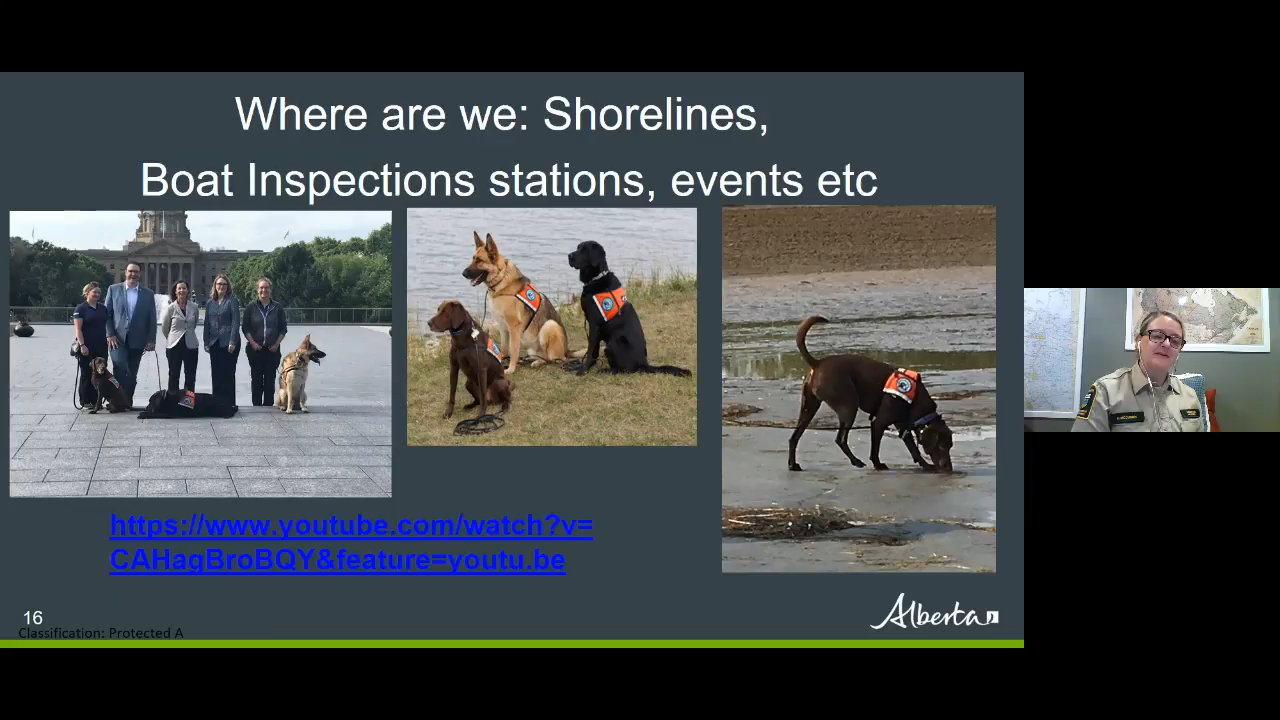 Where are we: Shorelines,
Boat Inspections stations, events etc
https://www.youtube.com/watch?v=
CAHagBroBQY&feature=youtu.be
16
Classification: Protected A
Alberta